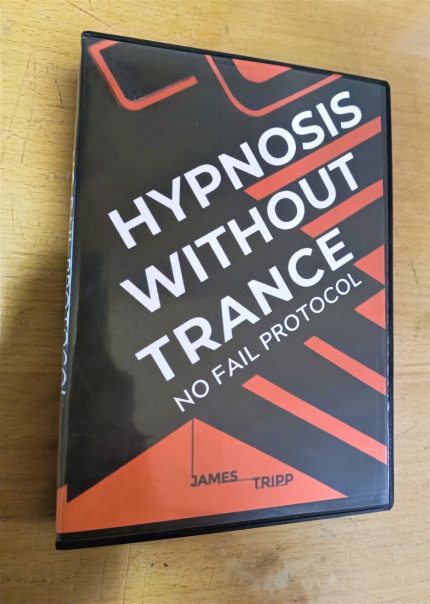 HYPNOSIS
WITHOUT
TRANCE
NO FAIL PROTOCOL
JAMES TRIPP